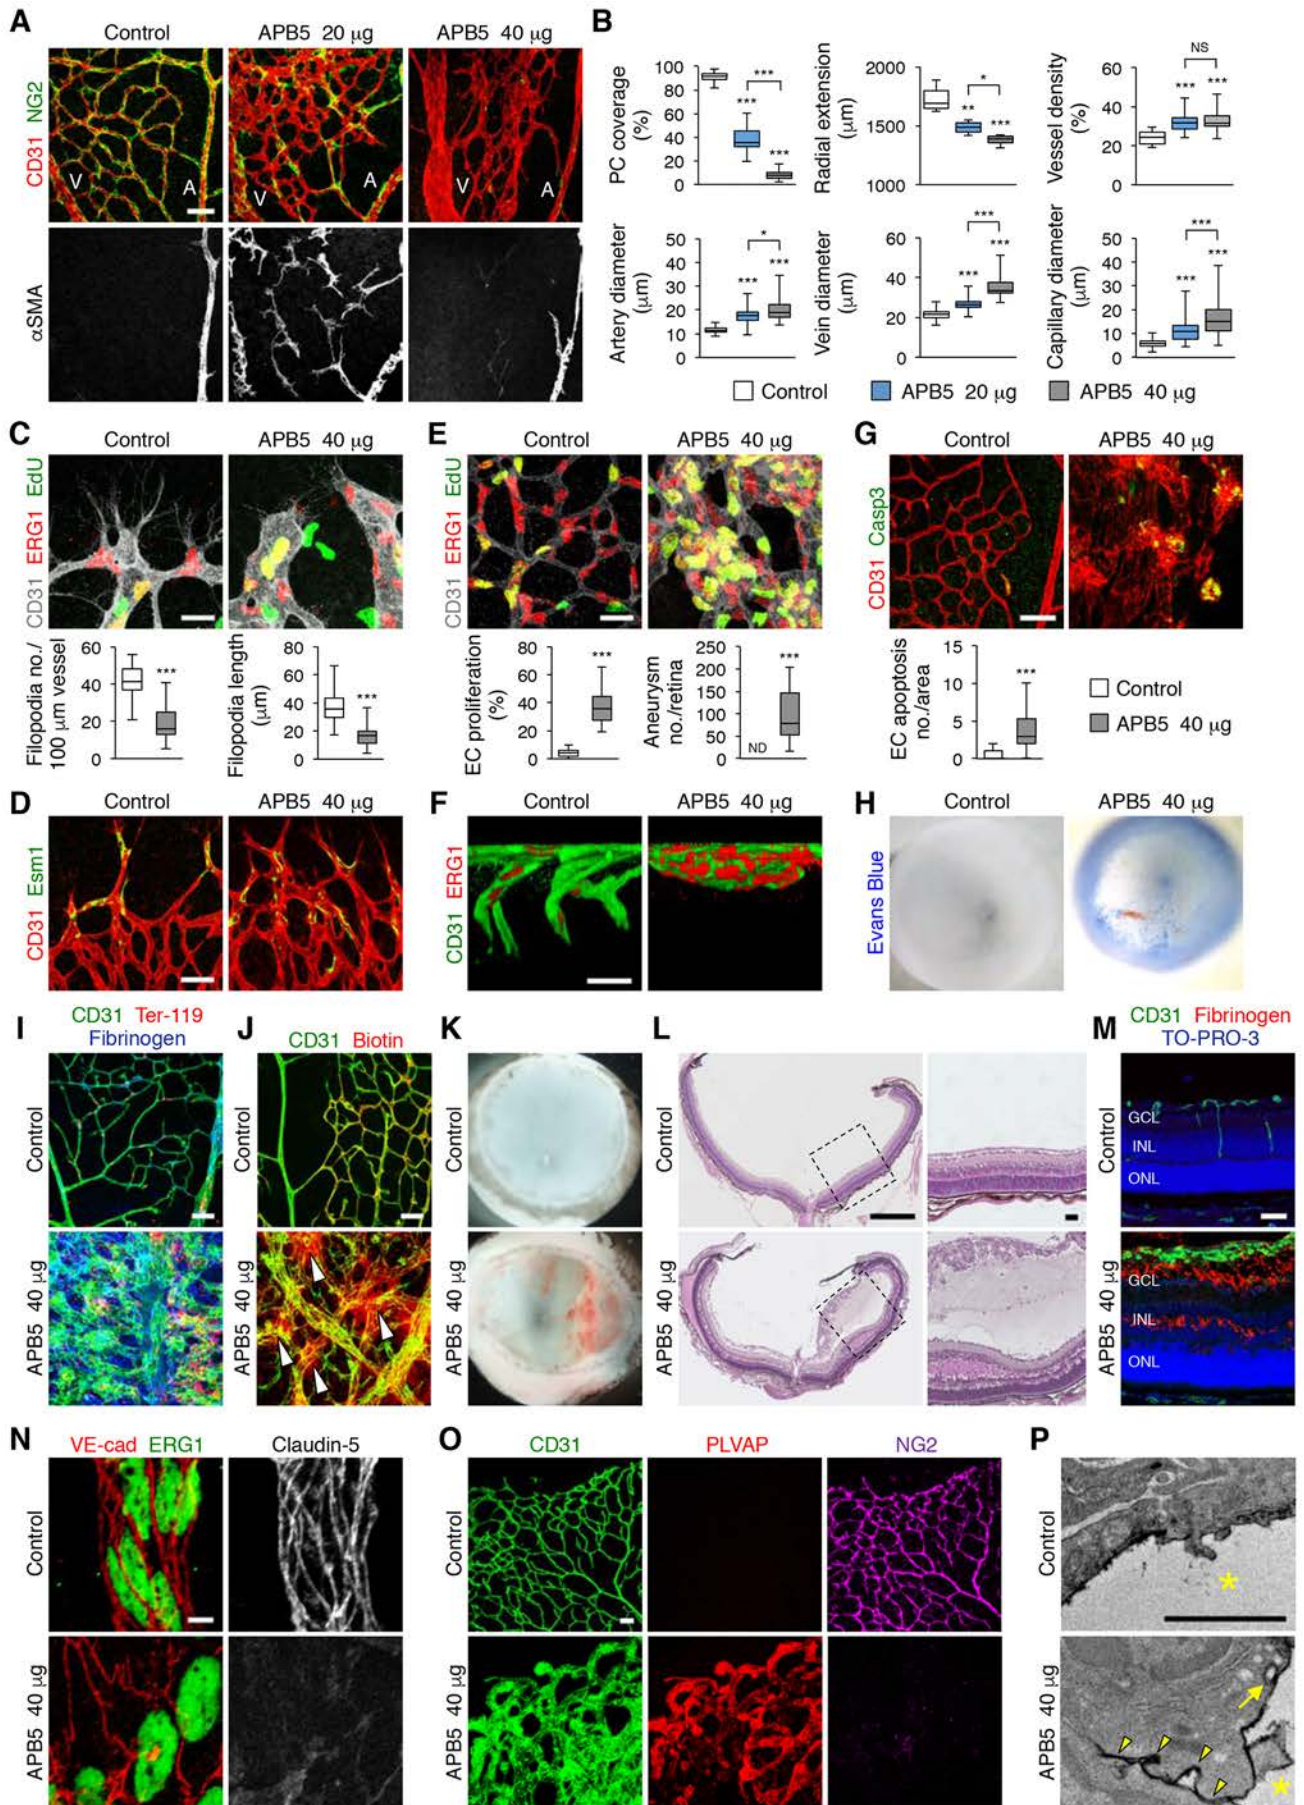 A
Control
APB5 20 μg
APB5 40 μg
CD31 NG2
V
A
V
A
V
A
αSMA
B
PC coverage
(%)
100
80
60
40
20
0
***
***
***
Radial extension
(μm)
2000
1500
1000
**
*
***
Vessel density
(%)
60
40
20
0
NS
***
***
Artery diameter
(μm)
50
40
30
20
10
0
*
***
***
Vein diameter
(μm)
60
40
20
0
***
***
***
Capillary diameter
(μm)
50
40
30
20
10
0
***
***
***
Control
APB5 20 μg
APB5 40 μg
C
Control
APB5 40 μg
CD31 ERG1 EdU
Filopodia no./
100 μm vessel
60
40
20
0
***
Filopodia length
(μm)
80
60
40
20
0
***
E
Control
APB5 40 μg
CD31 ERG1 EdU
EC proliferation
(%)
80
60
40
20
0
***
Aneurysm
no./retina
250
200
150
100
50
0
ND
***
G
Control
APB5 40 μg
CD31 Casp3
EC apoptosis
no./area
15
10
5
0
***
Control
APB5 40 μg
D
Control
APB5 40 μg
CD31 Esm1
F
Control
APB5 40 μg
CD31 ERG1
H
Control
APB5 40 μg
Evans Blue
I
CD31 Ter-119
Fibrinogen
Control
APB5 40 μg
J
CD31 Biotin
Control
APB5 40 μg
K
Control
APB5 40 μg
L
Control
APB5 40 μg
M
CD31 Fibrinogen
TO-PRO-3
Control
GCL
INL
ONL
APB5 40 μg
GCL
INL
ONL
N
VE-cad ERG1
Claudin-5
Control
APB5 40 μg
O
CD31
PLVAP
NG2
Control
APB5 40 μg
P
Control
*
APB5 40 μg
*